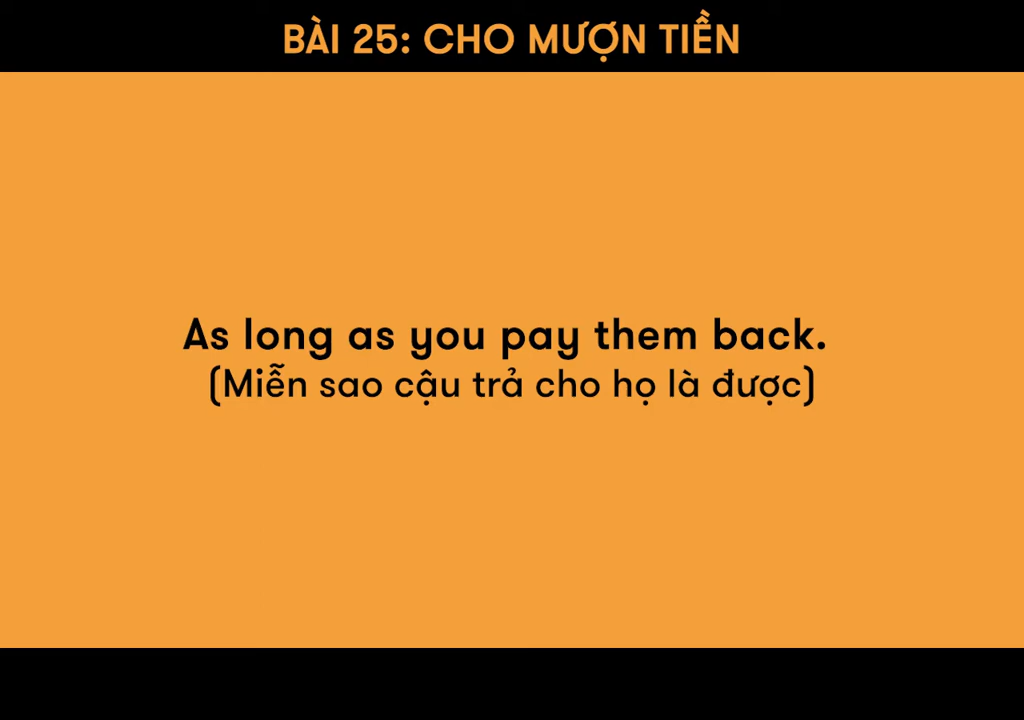 BÀI 25: CHO MƯỢN TIỀN
As long as you pay them back.
(Miễn sao cậu trả cho họ là được)